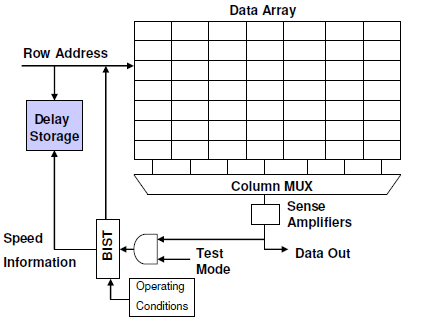 Data Array
Row Address
Delay
Storage
Column MUX
Sense
Amplifiers
Speed
Information
BIST
Test
Mode
Data Out
Operating
Conditions